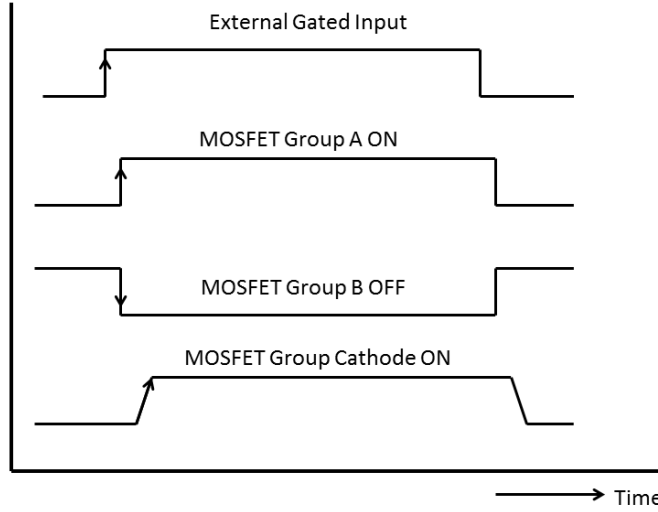 External Gated Input
MOSFET Group A ON
MOSFET Group B OFF
MOSFET Group Cathode ON
Time